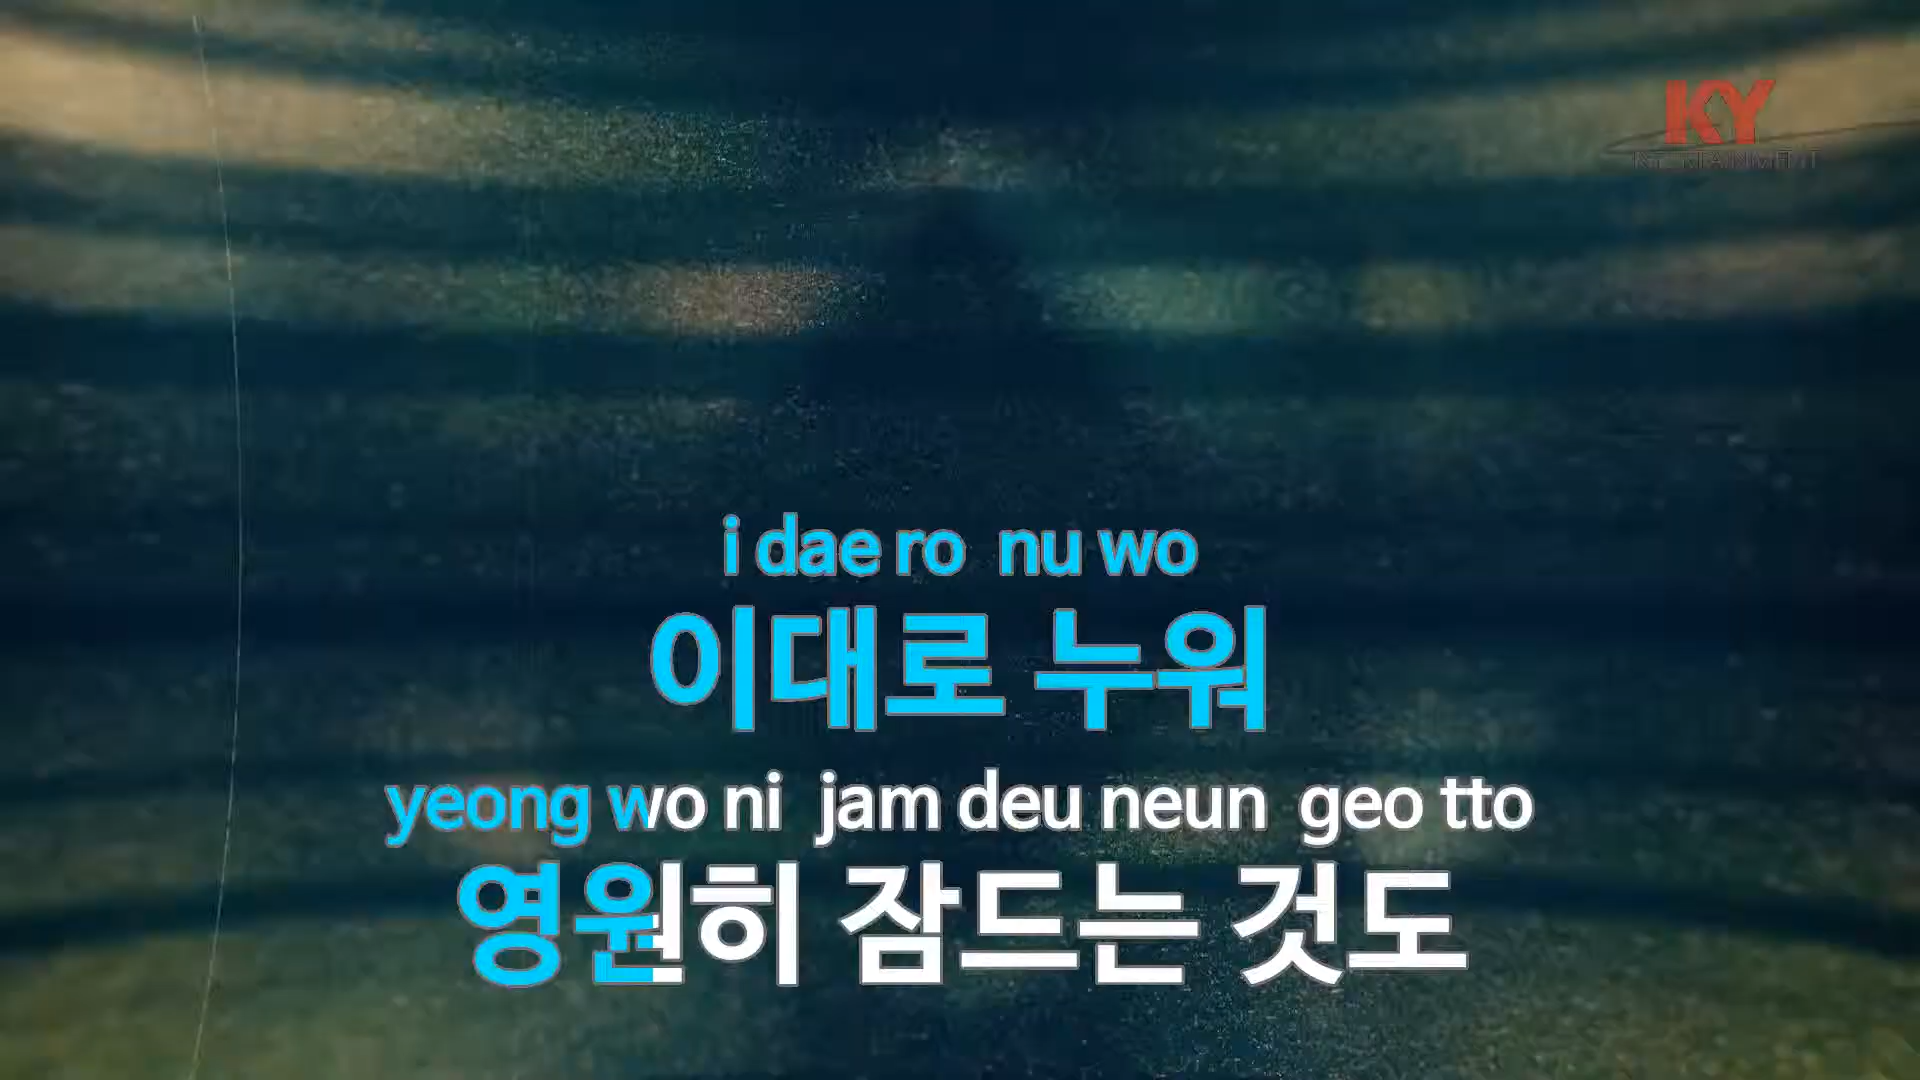 KY
i dae ro nu wo
이대로 누워
yeong wo ni jam deu neun geo tto
영원히 잠드는 것도